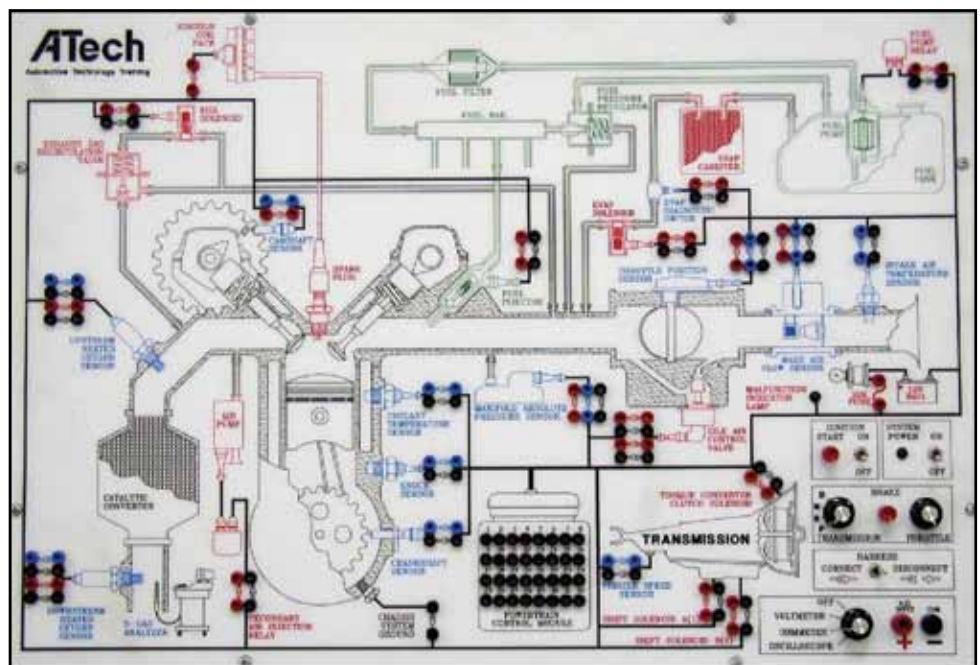 ATech
Automotive Technology Training
IGNITION
COIL
PACK
FUEL
PUMP
RELAY
FUEL FILTER
FUEL
PRESSURE
REGULATOR
FUEL RAIL
EGR
SOLENOID
EXHAUST GAS
RECIRCULATION
VALVE
EVAP
CANISTER
FUEL
PUMP
FUEL
TANK
CAMSHAFT
SENSOR
EVAP
SOLENOID
EVAP DIAGNOSTIC
SWITCH
SPARK
PLUG
FUEL
INJECTOR
THROTTLE POSITION
SENSOR
INTAKE AIR
TEMPERATURE
SENSOR
UPSTREAM
HEATED
OXYGEN
SENSOR
AIR
PUMP
COOLANT
TEMPERATURE
SENSOR
MANIFOLD ABSOLUTE
PRESSURE SENSOR
MASS AIR
FLOW SENSOR
MALFUNCTION
INDICATOR
LAMP
IDLE AIR
CONTROL
VALVE
KNOCK
SENSOR
CATALYTIC
CONVERTER
IGNITION
START ON
OFF
SYSTEM
POWER ON
OFF
TORQUE CONVERTER
CLUTCH SOLENOID
BRAKE
TRANSMISSION
THROTTLE
TRANSMISSION
CRANKSHAFT
SENSOR
POWERTRAIN
CONTROL MODULE
VEHICLE SPEED
SENSOR
HARNESS
CONNECT
DISCONNECT
DOWNSTREAM
HEATED
OXYGEN
SENSOR
5-GAS
ANALYZER
SECONDARY
AIR INJECTION
RELAY
CHASSIS
SYSTEM
GROUND
OFF
VOLTMETER
OHMMETER
OSCILLOSCOPE
+
−